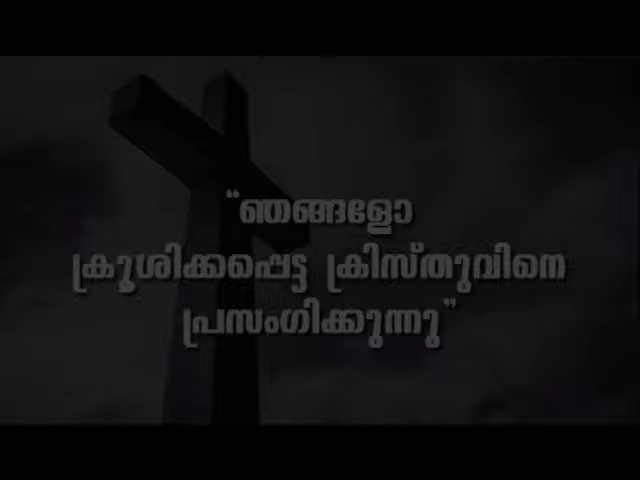 “ഞങ്ങളോ
ക്രൂശിക്കപ്പെട്ട ക്രിസ്തുവിനെ
പ്രസംഗിക്കുന്നു”